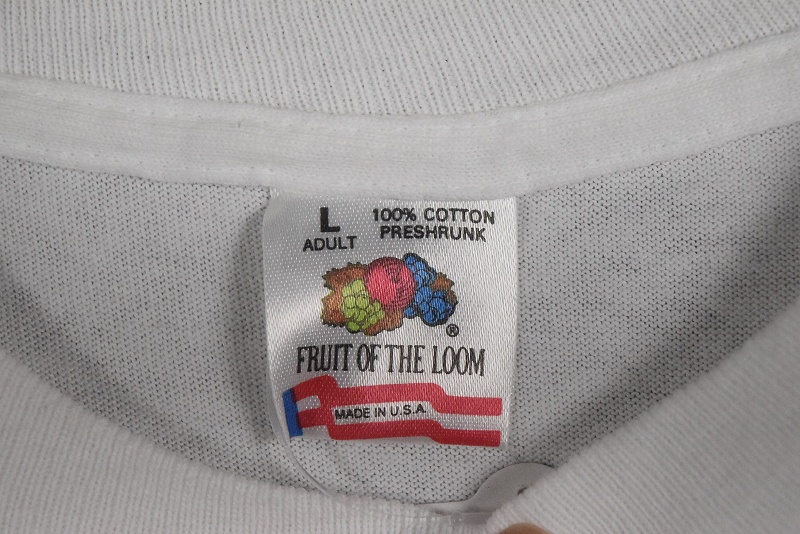 L
ADULT
100% COTTON
PRESHRUNK
®
FRUIT OF THE LOOM
MADE IN U.S.A.